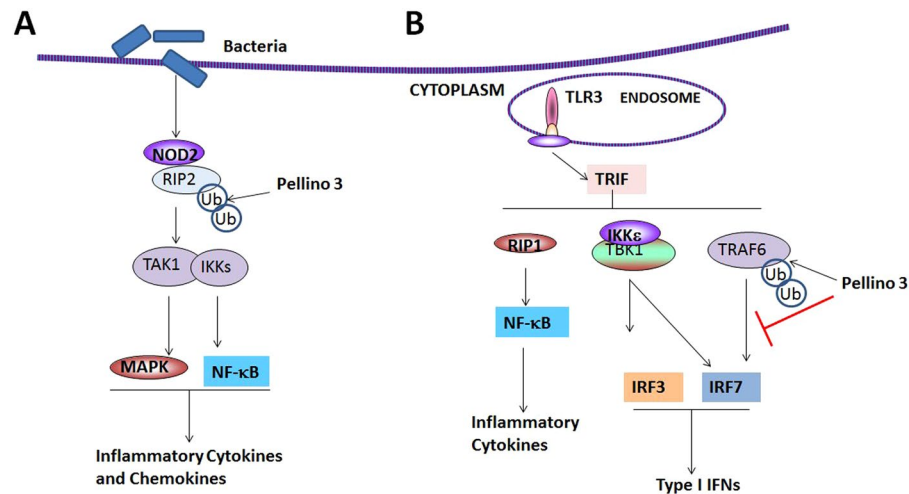 A
Bacteria
NOD2
RIP2
Ub
Ub
Pellino 3
TAK1
IKKs
MAPK
NF-κB
Inflammatory Cytokines
and Chemokines
B
CYTOPLASM
TLR3
ENDOSOME
TRIF
RIP1
IKKε
TBK1
TRAF6
Ub
Ub
Pellino 3
NF-κB
IRF3
IRF7
Inflammatory
Cytokines
Type I IFNs